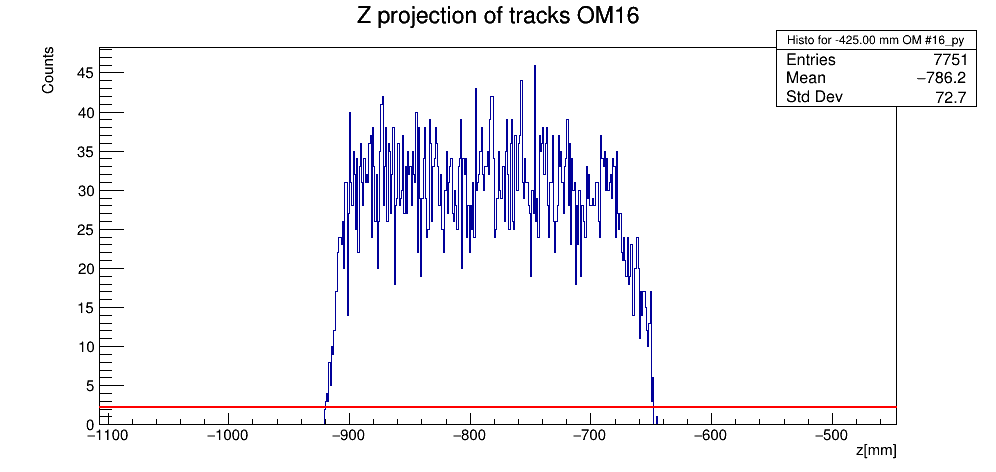 Z projection of tracks OM16
Histo for -425.00 mm OM #16_py
Entries 7751
Mean −786.2
Std Dev 72.7
Counts
45
40
35
30
25
20
15
10
5
0
−1100 −1000 −900 −800 −700 −600 −500
z[mm]